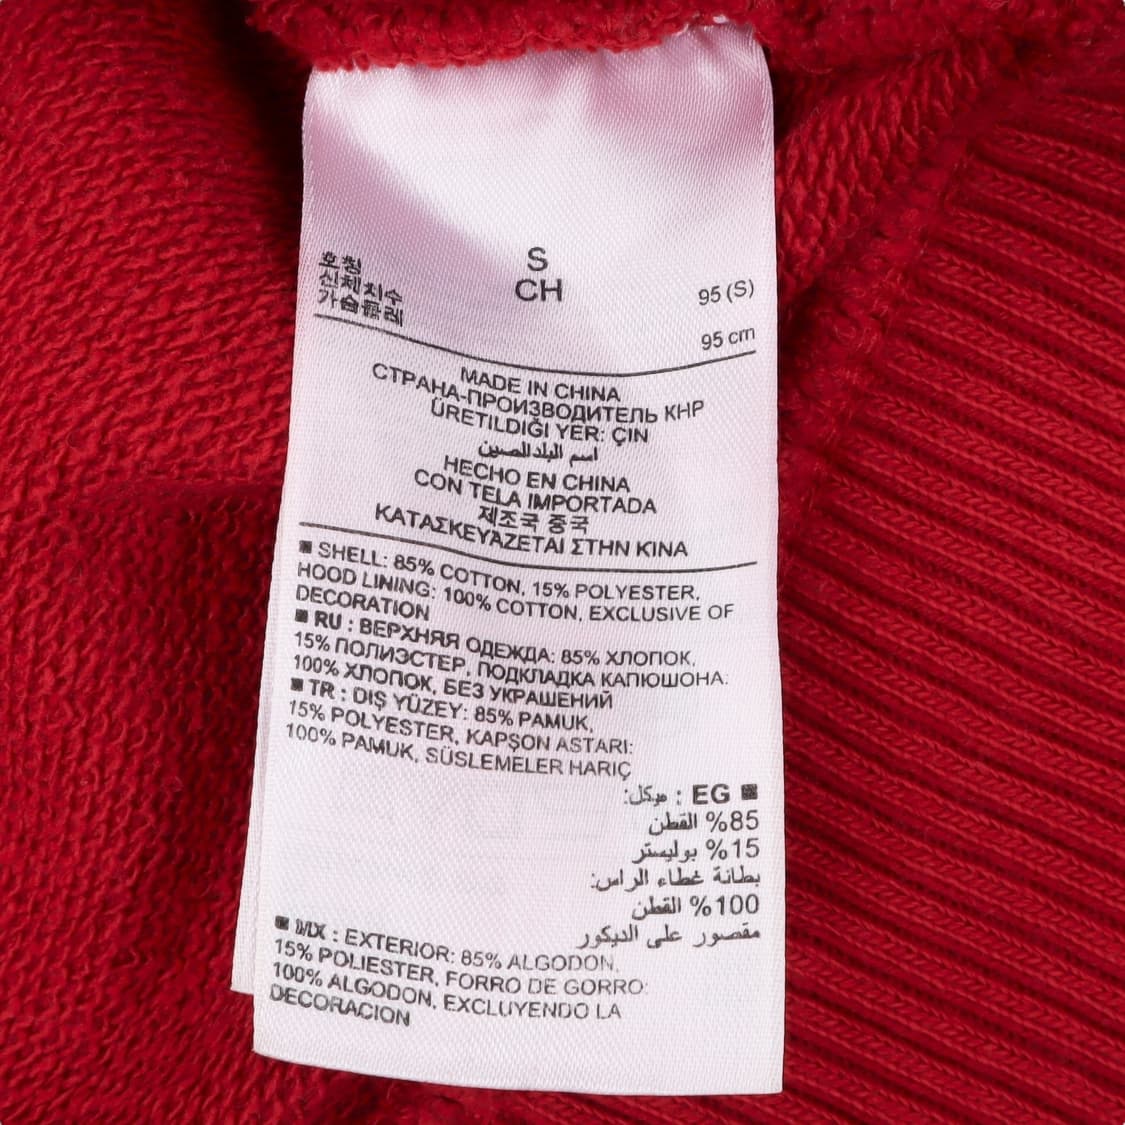 S
CH
호칭 95 (S)
신체치수
가슴둘레 95 cm
MADE IN CHINA
СТРАНА-ПРОИЗВОДИТЕЛЬ КНР
ÜRETILDIĞI YER: ÇIN
اسم البلد:الصين
HECHO EN CHINA
CON TELA IMPORTADA
제조국 중국
ΚΑΤΑΣΚΕΥΑΖΕΤΑΙ ΣΤΗΝ ΚΙΝΑ
■ SHELL: 85% COTTON, 15% POLYESTER,
HOOD LINING: 100% COTTON, EXCLUSIVE OF
DECORATION
■ RU : ВЕРХНЯЯ ОДЕЖДА: 85% ХЛОПОК,
15% ПОЛИЭСТЕР, ПОДКЛАДКА КАПЮШОНА:
100% ХЛОПОК, БЕЗ УКРАШЕНИЙ
■ TR : DIŞ YÜZEY: 85% PAMUK,
15% POLYESTER, KAPŞON ASTARI:
100% PAMUK, SÜSLEMELER HARIÇ
■ EG : هيكل:
85% القطن
15% بوليستر
بطانة غطاء الراس:
100% القطن
مقصور على الديكور
■ MX : EXTERIOR: 85% ALGODON,
15% POLIESTER, FORRO DE GORRO:
100% ALGODON, EXCLUYENDO LA
DECORACION